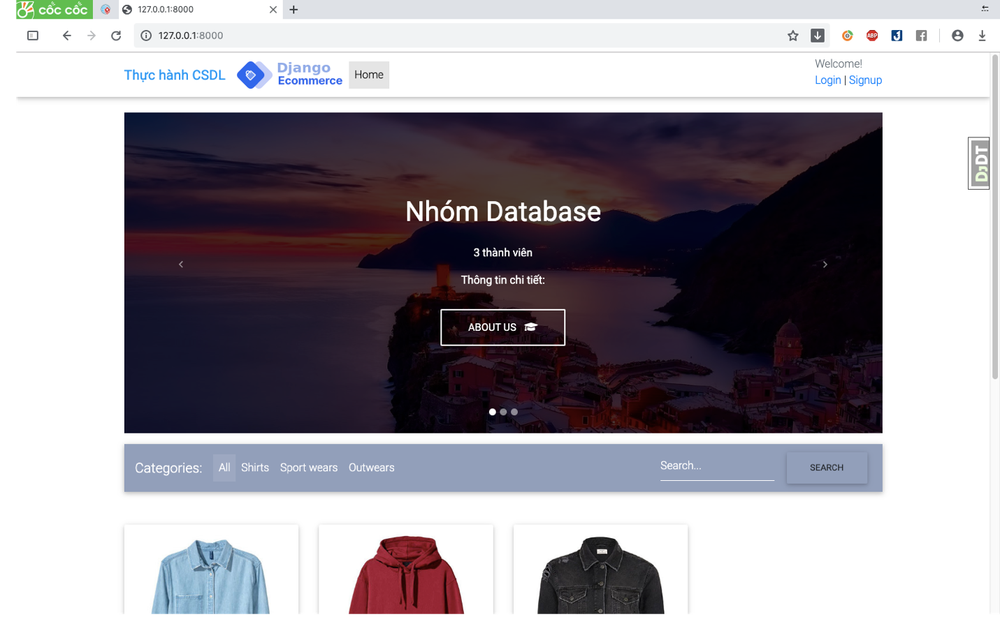 cốc cốc
127.0.0.1:8000
127.0.0.1:8000
ABP
Thực hành CSDL
Django
Ecommerce
Home
Welcome!
Login | Signup
DJDT
Nhóm Database
3 thành viên
Thông tin chi tiết:
ABOUT US
Categories:
All
Shirts
Sport wears
Outwears
Search...
SEARCH